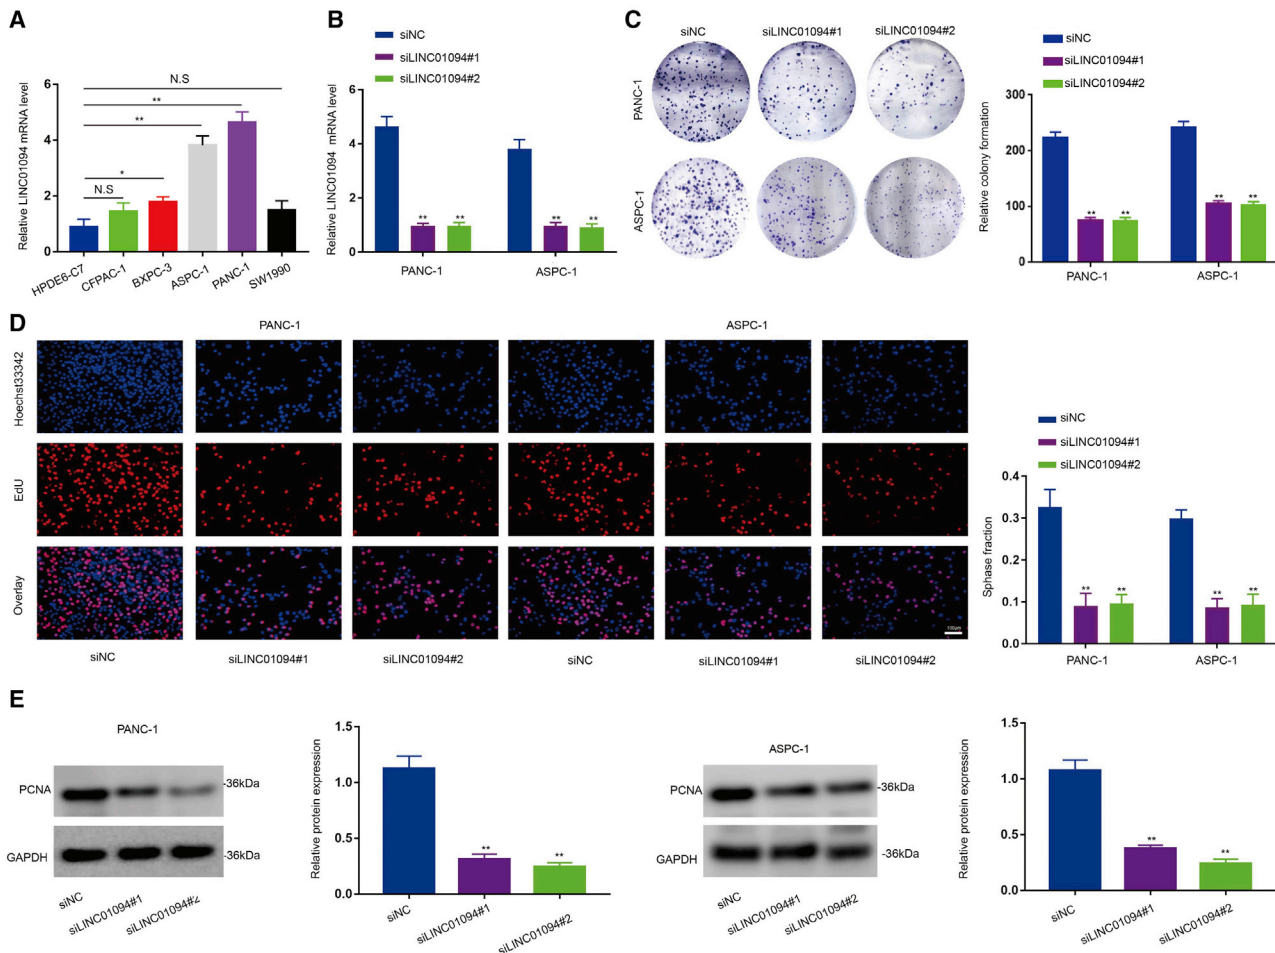 A
Relative LINC01094 mRNA level
6
4
2
0
N.S
**
**
*
N.S
HPDE6-C7
CFPAC-1
BXPC-3
ASPC-1
PANC-1
SW1990
B
siNC
siLINC01094#1
siLINC01094#2
Relative LINC01094 mRNA level
6
4
2
0
** ** ** **
PANC-1 ASPC-1
C
siNC siLINC01094#1 siLINC01094#2
PANC-1
ASPC-1
siNC
siLINC01094#1
siLINC01094#2
Relative colony formation
300
200
100
0
** ** ** **
PANC-1 ASPC-1
D
PANC-1 ASPC-1
Hoechst33342
EdU
Overlay
100μm
siNC siLINC01094#1 siLINC01094#2 siNC siLINC01094#1 siLINC01094#2
siNC
siLINC01094#1
siLINC01094#2
Sphase fraction
0.4
0.3
0.2
0.1
0.0
** ** ** **
PANC-1 ASPC-1
E
PANC-1
PCNA -36kDa
GAPDH -36kDa
siNC
siLINC01094#1
siLINC01094#2
Relative protein expression
1.5
1.0
0.5
0.0
** **
siNC
siLINC01094#1
siLINC01094#2
ASPC-1
PCNA -36kDa
GAPDH -36kDa
siNC
siLINC01094#1
siLINC01094#2
Relative protein expression
1.5
1.0
0.5
0.0
** **
siNC
siLINC01094#1
siLINC01094#2